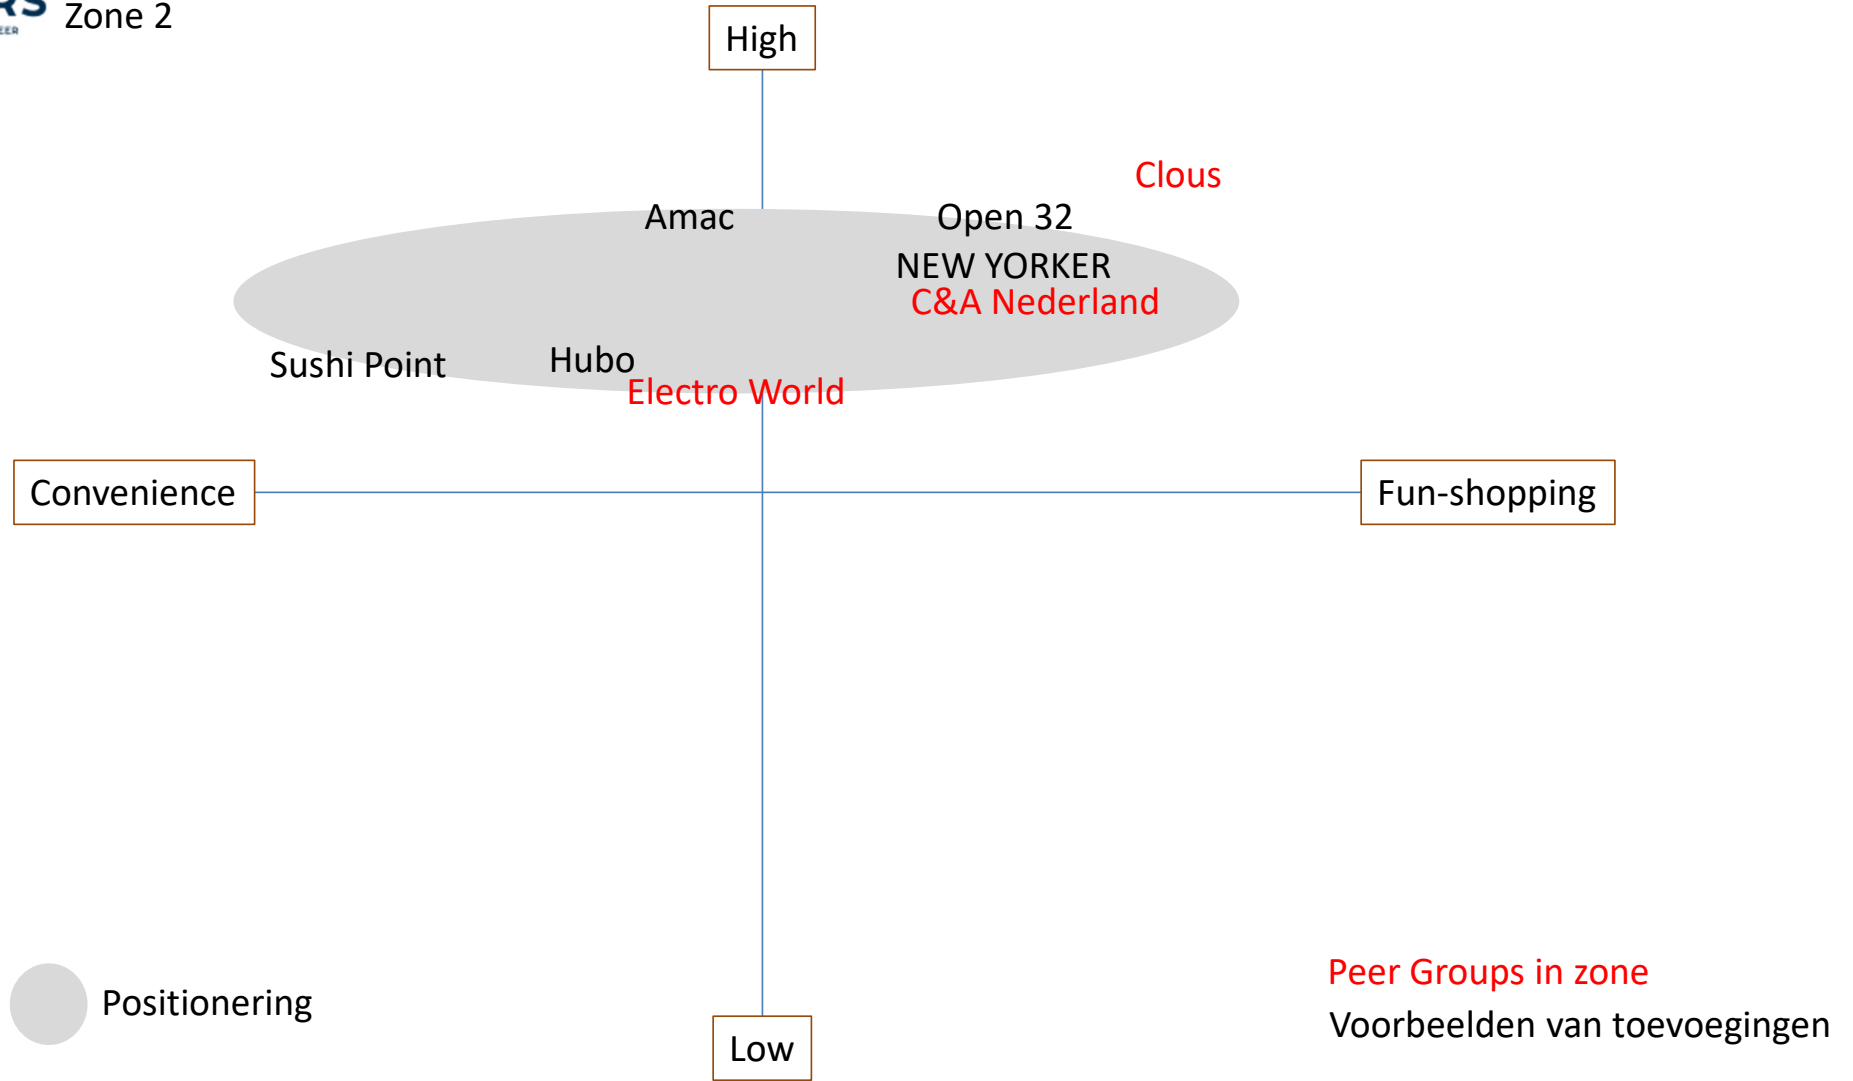 Zone 2
High
Clous
Amac
Open 32
NEW YORKER
C&A Nederland
Sushi Point
Hubo
Electro World
Convenience
Fun-shopping
Peer Groups in zone
Positionering
Voorbeelden van toevoegingen
Low